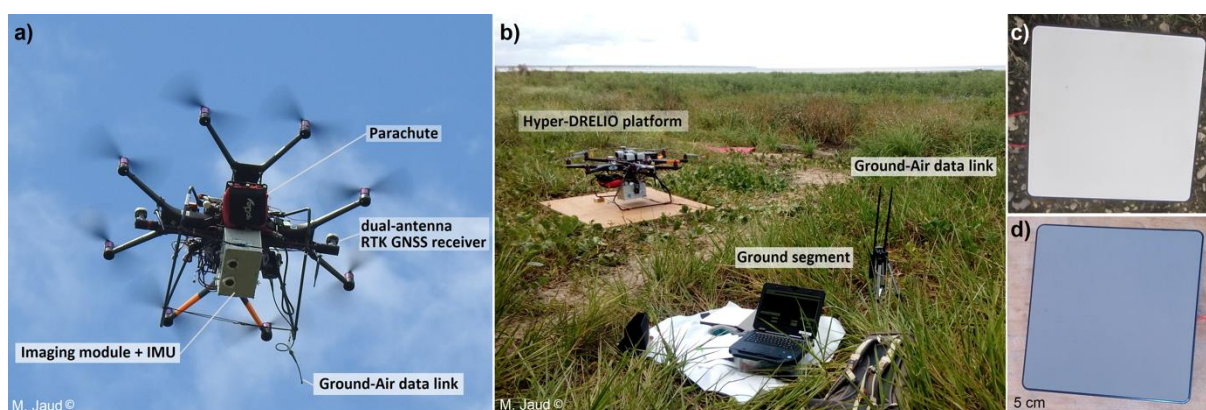 a)
Parachute
dual-antenna
RTK GNSS receiver
Imaging module + IMU
Ground-Air data link
M. Jaud ©
b)
Hyper-DRELIO platform
Ground-Air data link
Ground segment
M. Jaud ©
c)
d)
5 cm